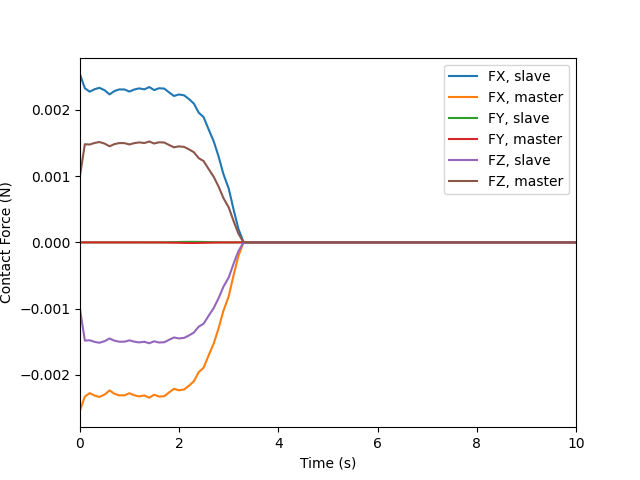 FX, slave
FX, master
FY, slave
FY, master
FZ, slave
FZ, master
0.002
0.001
0.000
−0.001
−0.002
Contact Force (N)
0 2 4 6 8 10
Time (s)